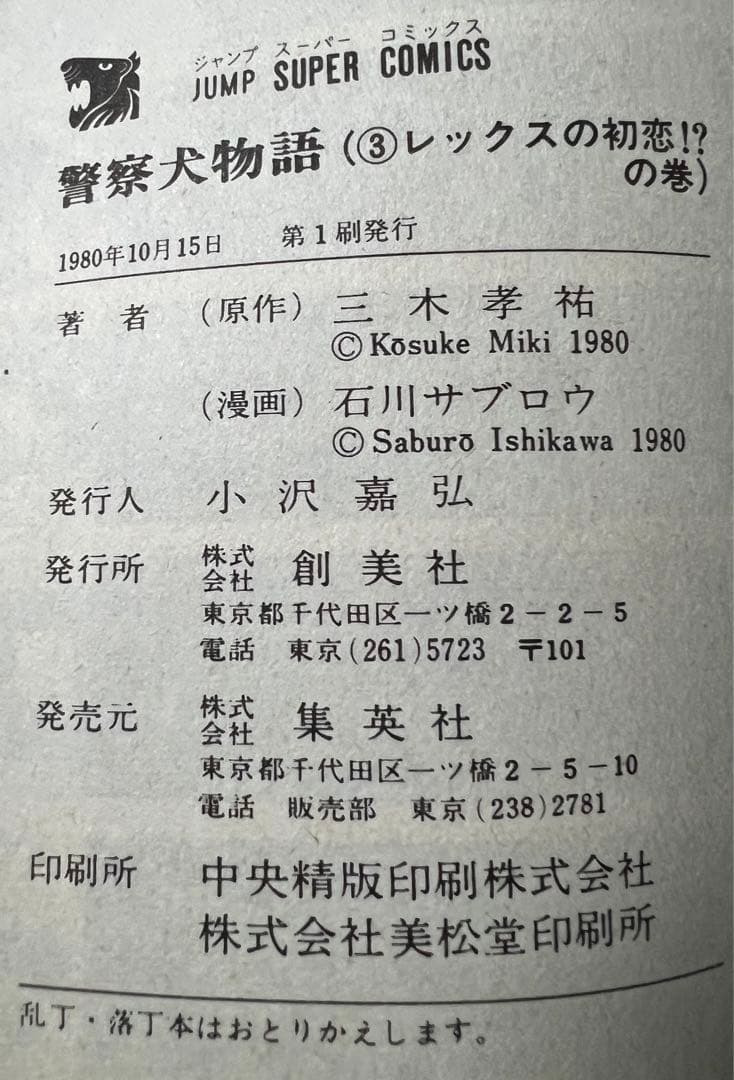 ジャンプ スーパー コミックス
JUMP SUPER COMICS
警察犬物語(③レックスの初恋!?
の巻)
1980年10月15日 第1刷発行
著者 (原作) 三木孝祐
©Kōsuke Miki 1980
(漫画) 石川サブロウ
©Saburō Ishikawa 1980
発行人 小沢嘉弘
発行所 株式会社 創美社
東京都千代田区一ツ橋2-2-5
電話 東京(261)5723 〒101
発売元 株式会社 集英社
東京都千代田区一ツ橋2-5-10
電話 販売部 東京(238)2781
印刷所 中央精版印刷株式会社
株式会社美松堂印刷所
乱丁・落丁本はおとりかえします。